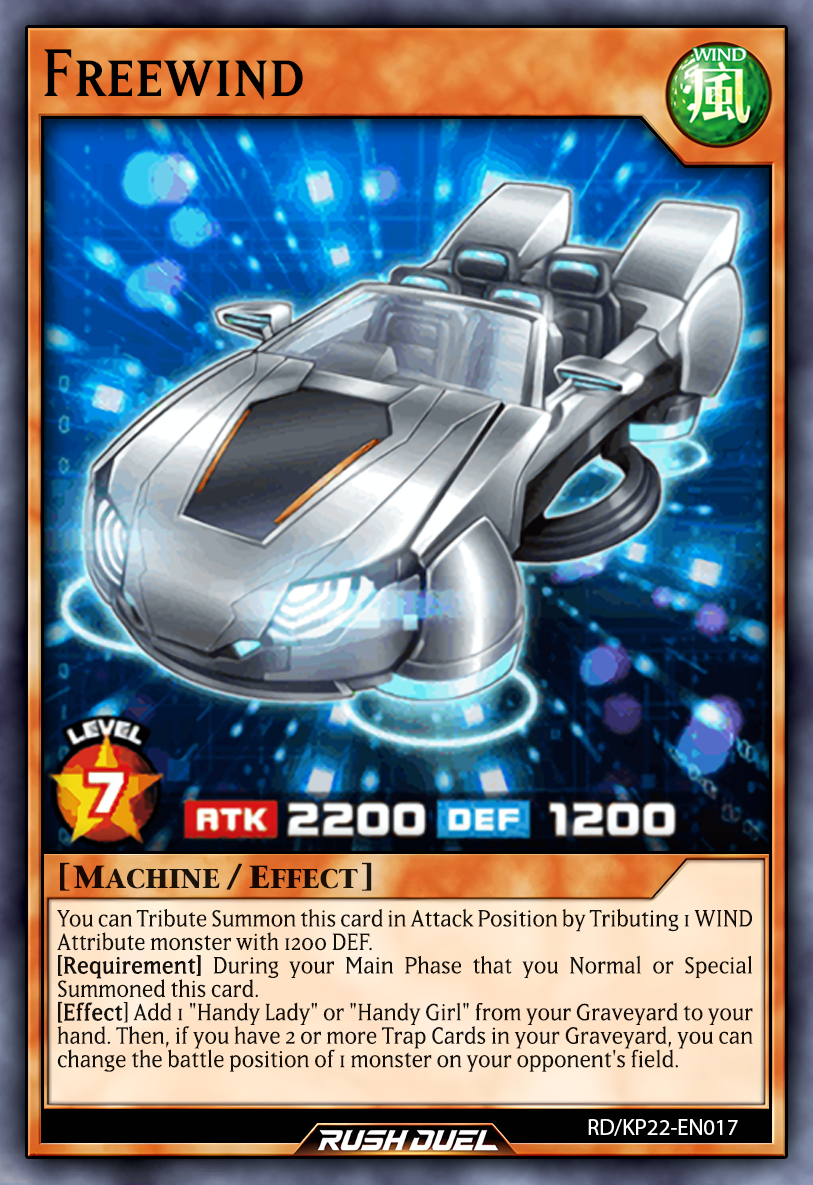 FREEWIND
WIND
風
LEVEL
7
ATK 2200 DEF 1200
[MACHINE / EFFECT]
You can Tribute Summon this card in Attack Position by Tributing 1 WIND
Attribute monster with 1200 DEF.
[Requirement] During your Main Phase that you Normal or Special
Summoned this card.
[Effect] Add 1 "Handy Lady" or "Handy Girl" from your Graveyard to your
hand. Then, if you have 2 or more Trap Cards in your Graveyard, you can
change the battle position of 1 monster on your opponent's field.
RD/KP22-EN017
RUSH DUEL